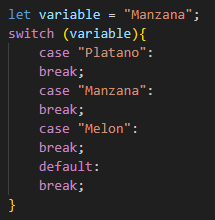 let variable = "Manzana";
switch (variable){
    case "Platano":
    break;
    case "Manzana":
    break;
    case "Melon":
    break;
    default:
    break;
}